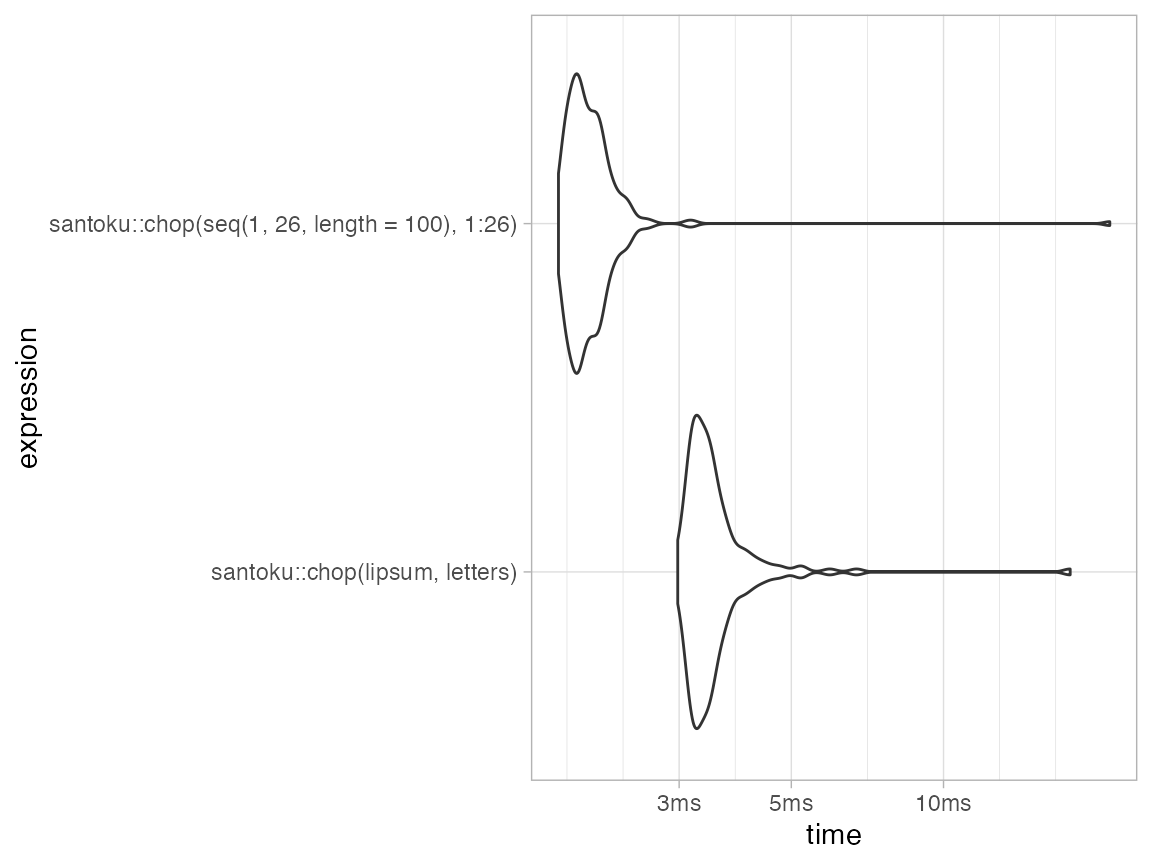 santoku::chop(seq(1, 26, length = 100), 1:26)
expression
santoku::chop(lipsum, letters)
3ms
5ms
10ms
time